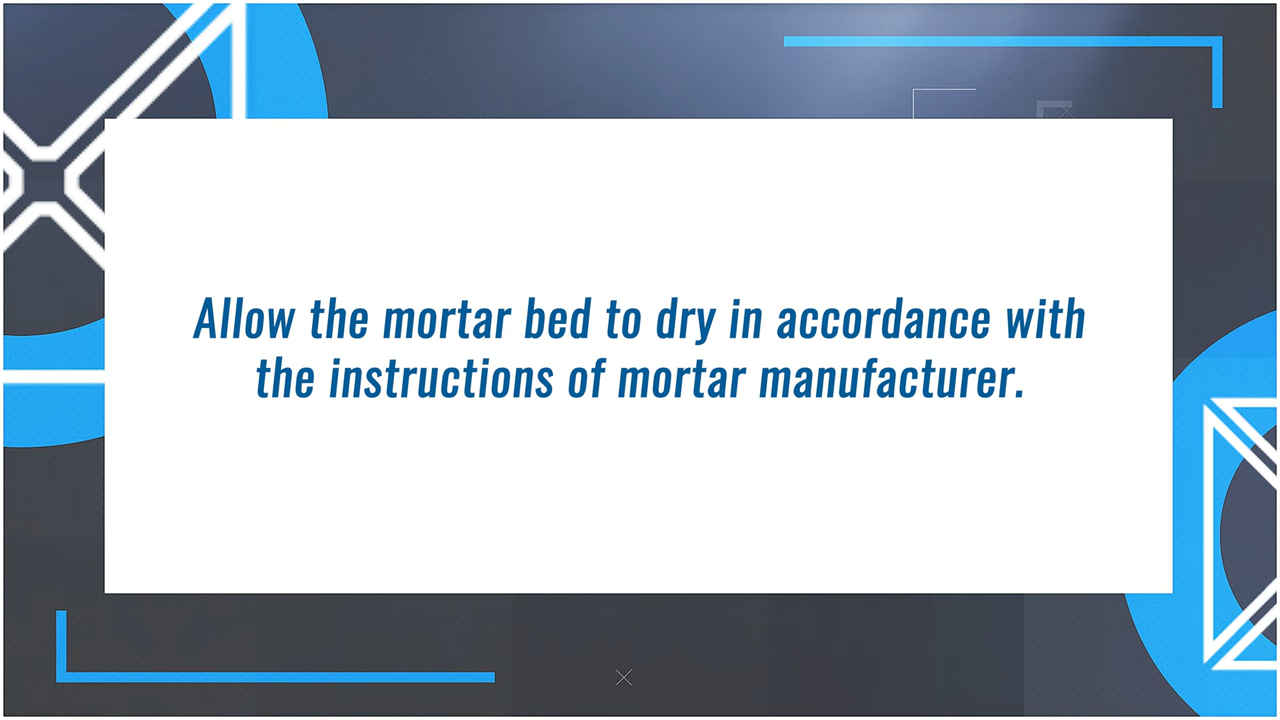 Allow the mortar bed to dry in accordance with
the instructions of mortar manufacturer.